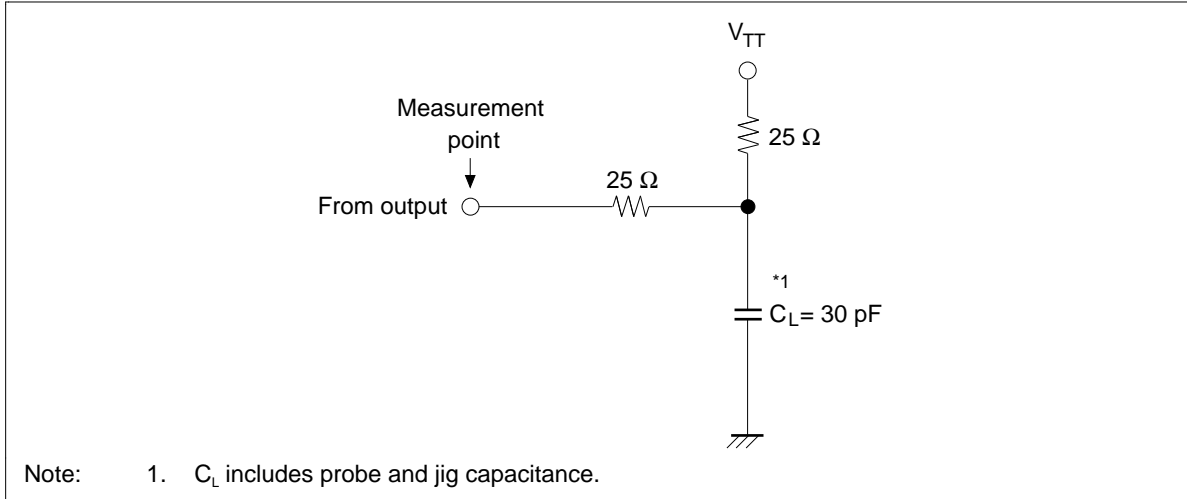 V_TT
Measurement
point
25 Ω
25 Ω
From output
*1
C_L= 30 pF
Note: 1. C_L includes probe and jig capacitance.